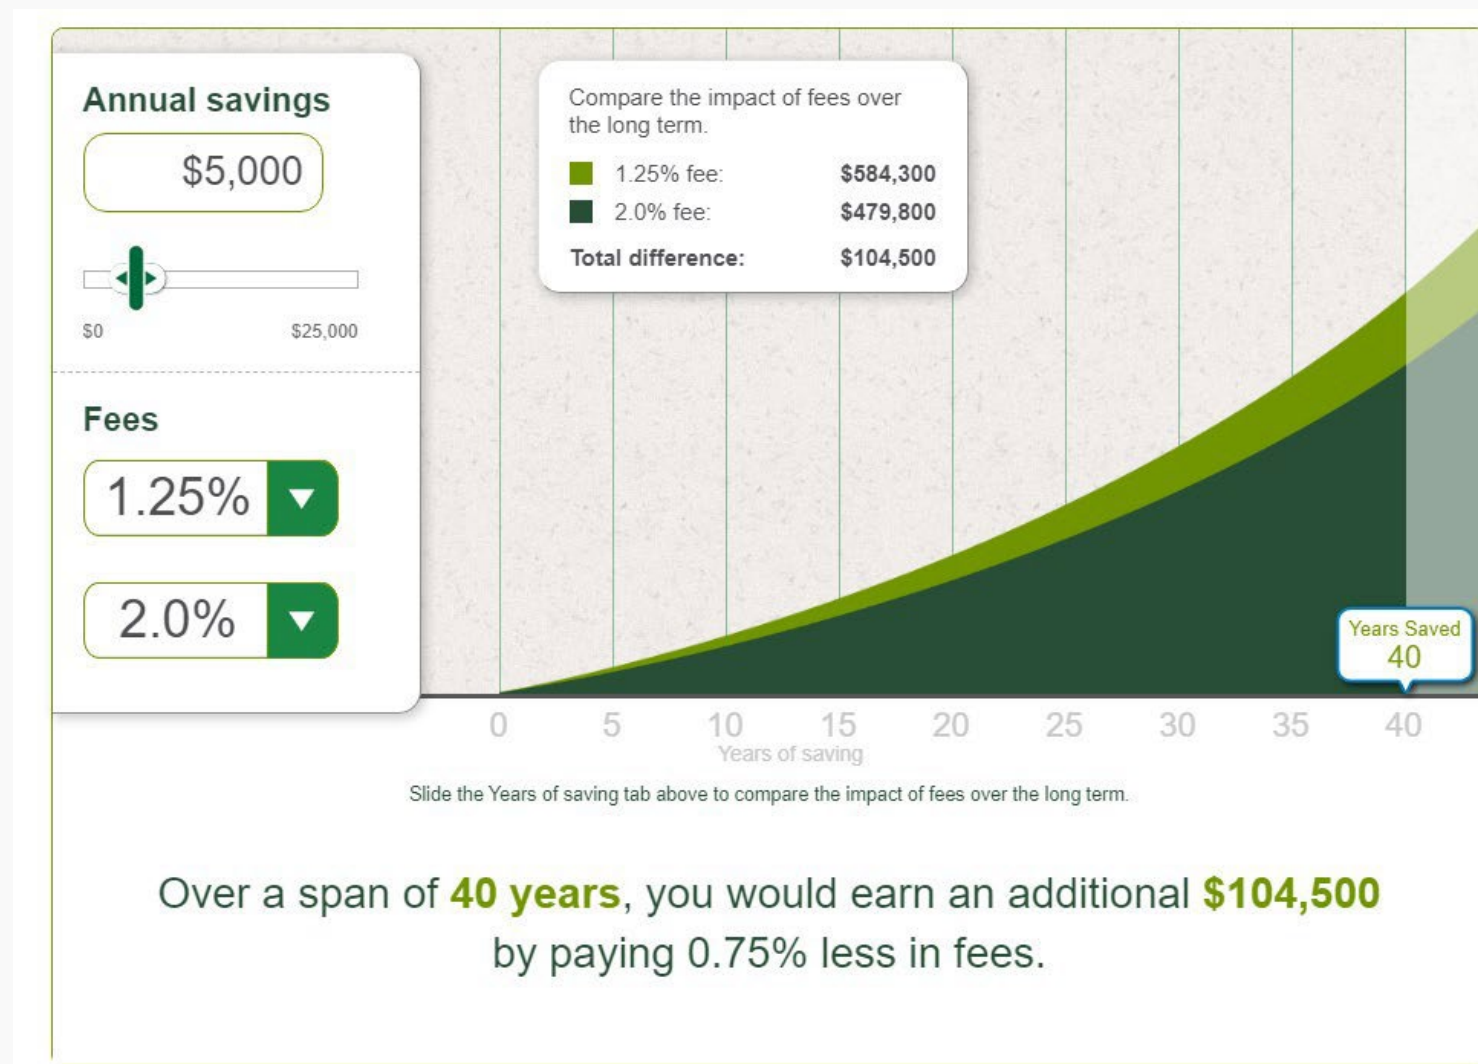 Annual savings
$5,000
$0 $25,000
Fees
1.25%
2.0%
Compare the impact of fees over
the long term.
1.25% fee: $584,300
2.0% fee: $479,800
Total difference: $104,500
Years Saved
40
0 5 10 15 20 25 30 35 40
Years of saving
Slide the Years of saving tab above to compare the impact of fees over the long term.
Over a span of 40 years, you would earn an additional $104,500
by paying 0.75% less in fees.